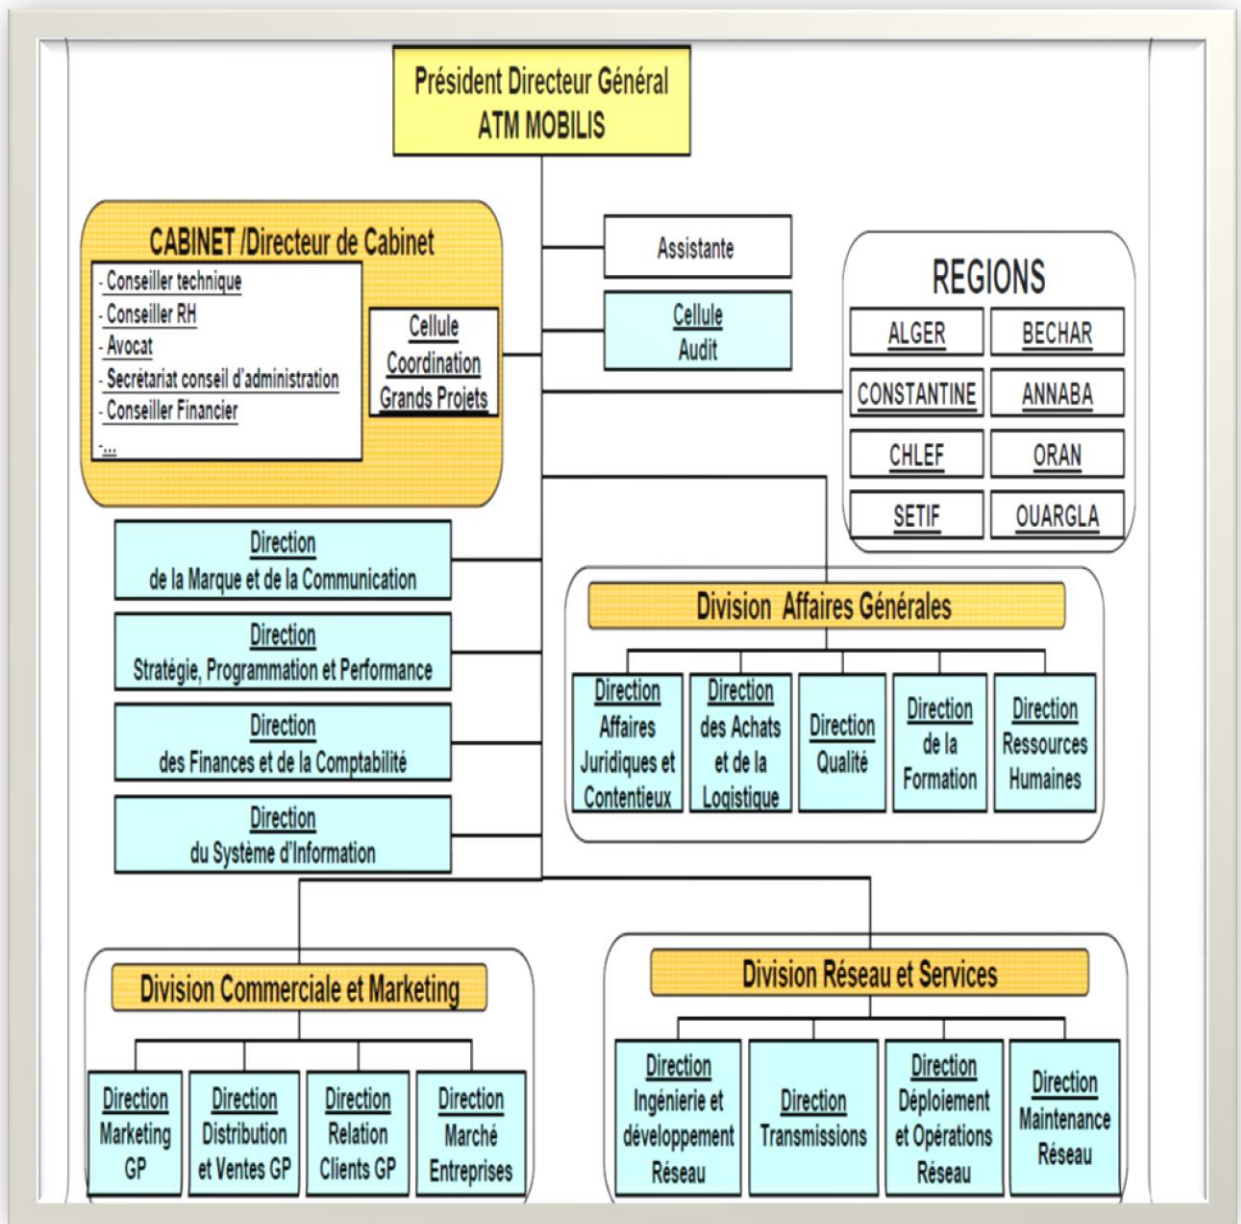 Président Directeur Général
ATM MOBILIS
CABINET /Directeur de Cabinet
- Conseiller technique
- Conseiller RH
- Avocat
- Secrétariat conseil d'administration
- Conseiller Financier
-...
Cellule
Coordination
Grands Projets
Assistante
Cellule
Audit
REGIONS
ALGER
BECHAR
CONSTANTINE
ANNABA
CHLEF
ORAN
SETIF
OUARGLA
Direction
de la Marque et de la Communication
Direction
Stratégie, Programmation et Performance
Direction
des Finances et de la Comptabilité
Direction
du Système d'Information
Division Affaires Générales
Direction
Affaires
Juridiques et
Contentieux
Direction
des Achats
et de la
Logistique
Direction
Qualité
Direction
de la
Formation
Direction
Ressources
Humaines
Division Commerciale et Marketing
Direction
Marketing
GP
Direction
Distribution
et Ventes GP
Direction
Relation
Clients GP
Direction
Marché
Entreprises
Division Réseau et Services
Direction
Ingénierie et
développement
Réseau
Direction
Transmissions
Direction
Déploiement
et Opérations
Réseau
Direction
Maintenance
Réseau